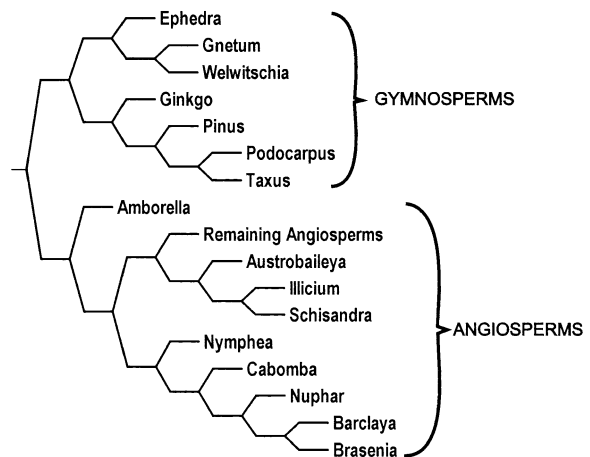 Ephedra
Gnetum
Welwitschia
Ginkgo
GYMNOSPERMS
Pinus
Podocarpus
Taxus
Amborella
Remaining Angiosperms
Austrobaileya
Illicium
Schisandra
ANGIOSPERMS
Nymphea
Cabomba
Nuphar
Barclaya
Brasenia